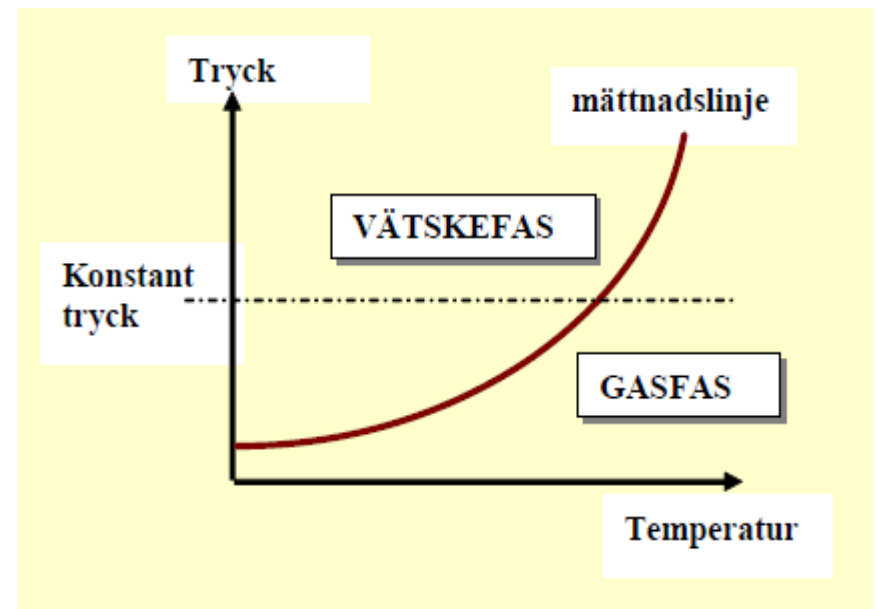 Tryck
mättnadslinje
VÄTSKEFAS
Konstant
tryck
GASFAS
Temperatur